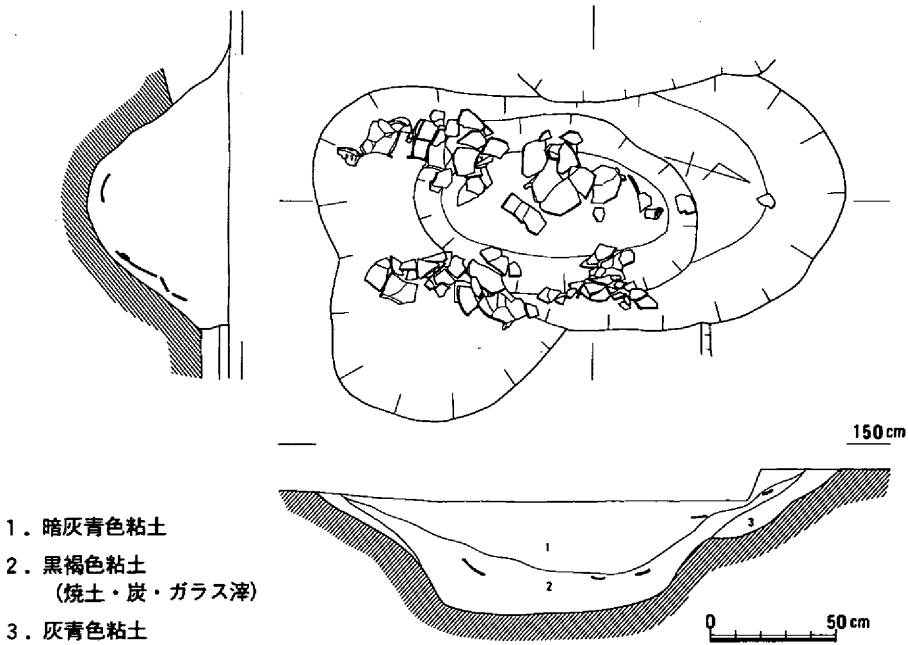 150cm
1. 暗灰青色粘土
2. 黒褐色粘土
(焼土・炭・ガラス滓)
3. 灰青色粘土
1
2
3
0 50cm